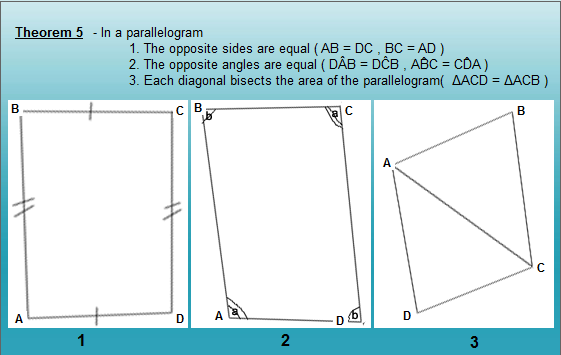 Theorem 5 - In a parallelogram
1. The opposite sides are equal ( AB = DC , BC = AD )
2. The opposite angles are equal ( DÂB = DĈB , AB̂C = CD̂A )
3. Each diagonal bisects the area of the parallelogram( ΔACD = ΔACB )
B
C
A
D
1
B
b
a
C
A
a
D
b
2
B
A
C
D
3